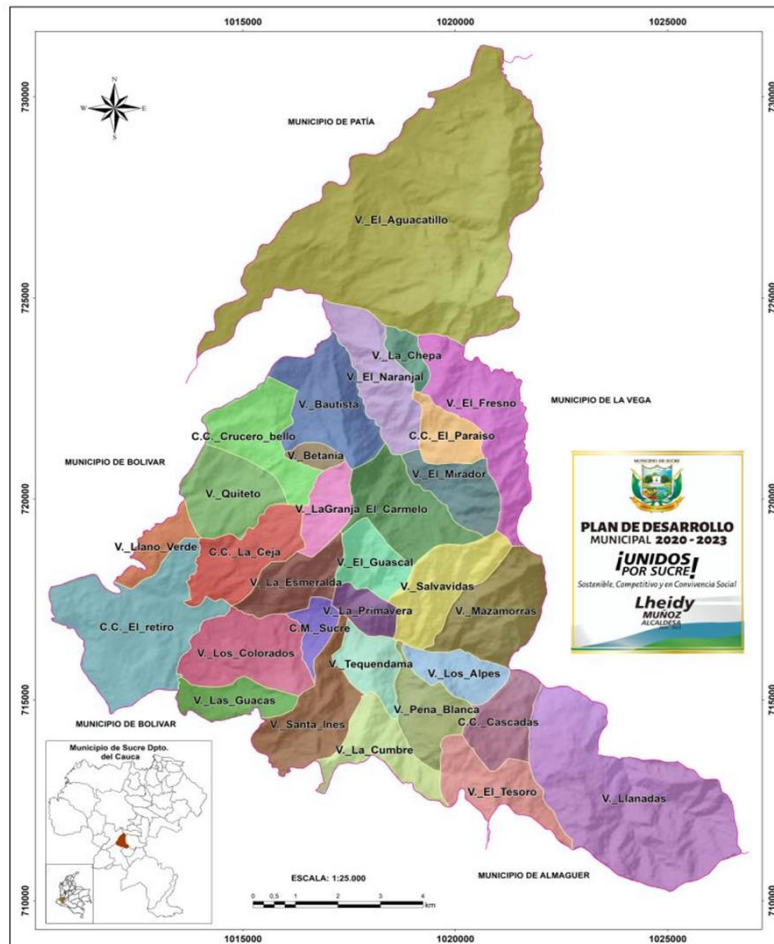 1015000 1020000 1025000
730000 730000
MUNICIPIO DE PATÍA
V._El_Aguacatillo
725000 725000
V._La_Chepa
V._El_Naranjal
V._Bautista
V._El_Fresno
MUNICIPIO DE LA VEGA
C.C._Crucero_bello
C.C._El_Paraiso
V._Betania
MUNICIPIO DE BOLIVAR
V._El_Mirador
V._Quiteto
720000 720000
V._LaGranja
El_Carmelo
V._Llano_Verde
C.C._La_Ceja
V._El_Guascal
V._La_Esmeralda
V._Salvavidas
V._La_Primavera
V._Mazamorras
C.C._El_retiro
C.M._Sucre
V._Los_Colorados
V._Tequendama
V._Los_Alpes
715000 715000
V._Las_Guacas
V._Pena_Blanca
MUNICIPIO DE BOLIVAR
V._Santa_Ines
C.C._Cascadas
V._La_Cumbre
V._El_Tesoro
V._Llanadas
MUNICIPIO DE SUCRE
PLAN DE DESARROLLO
MUNICIPAL 2020 - 2023
¡UNIDOS
POR SUCRE!
Sostenible, Competitivo y en Convivencia Social
Lheidy
MUÑOZ
ALCALDESA
Municipio de Sucre Dpto.
del Cauca
ESCALA: 1:25.000
0 0,5 1 2 3 4
km
MUNICIPIO DE ALMAGUER
710000 710000
1015000 1020000 1025000
N
W E
S